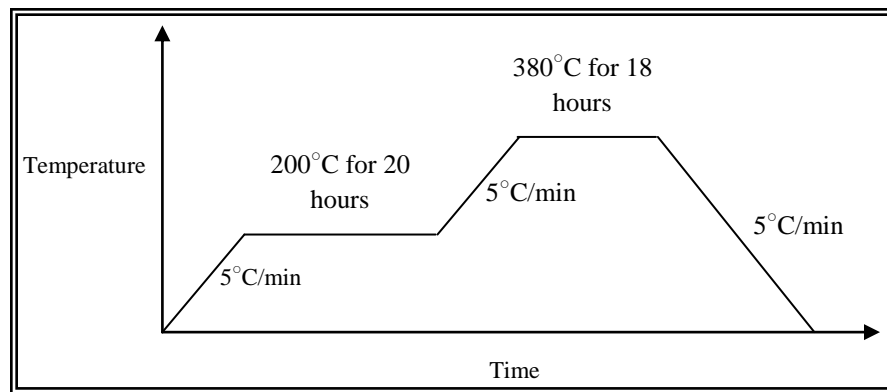 380°C for 18
hours
Temperature
200°C for 20
hours
5°C/min
5°C/min
5°C/min
Time